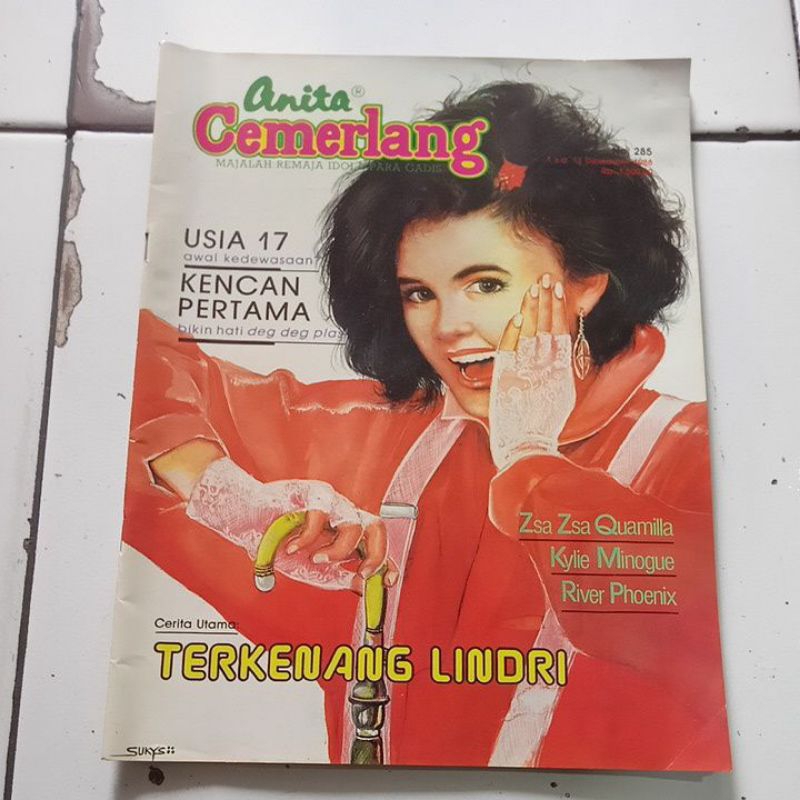 Anita®
Cemerlang
MAJALAH REMAJA IDOLA PARA GADIS
285
USIA 17
awal kedewasaan
KENCAN
PERTAMA
bikin hati deg deg plas
Zsa Zsa Quamilla
Kylie Minogue
River Phoenix
Cerita Utama:
TERKENANG LINDRI
SUKYS